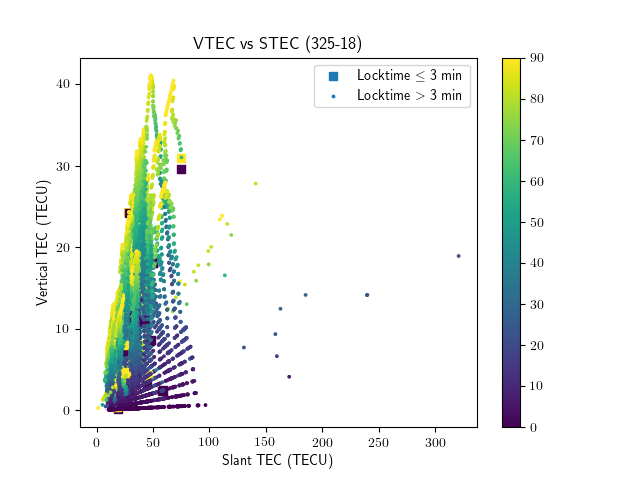 VTEC vs STEC (325-18)
Locktime ≤ 3 min
Locktime > 3 min
Vertical TEC (TECU)
40
30
20
10
0
0 50 100 150 200 250 300
Slant TEC (TECU)
90
80
70
60
50
40
30
20
10
0